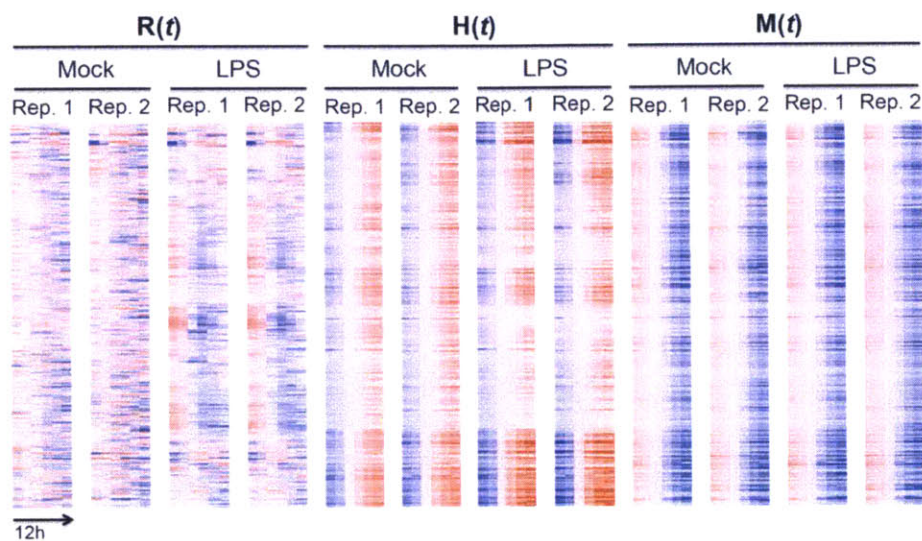 R(t) H(t) M(t)
Mock LPS Mock LPS Mock LPS
Rep. 1 Rep. 2 Rep. 1 Rep. 2 Rep. 1 Rep. 2 Rep. 1 Rep. 2 Rep. 1 Rep. 2 Rep. 1 Rep. 2
12h